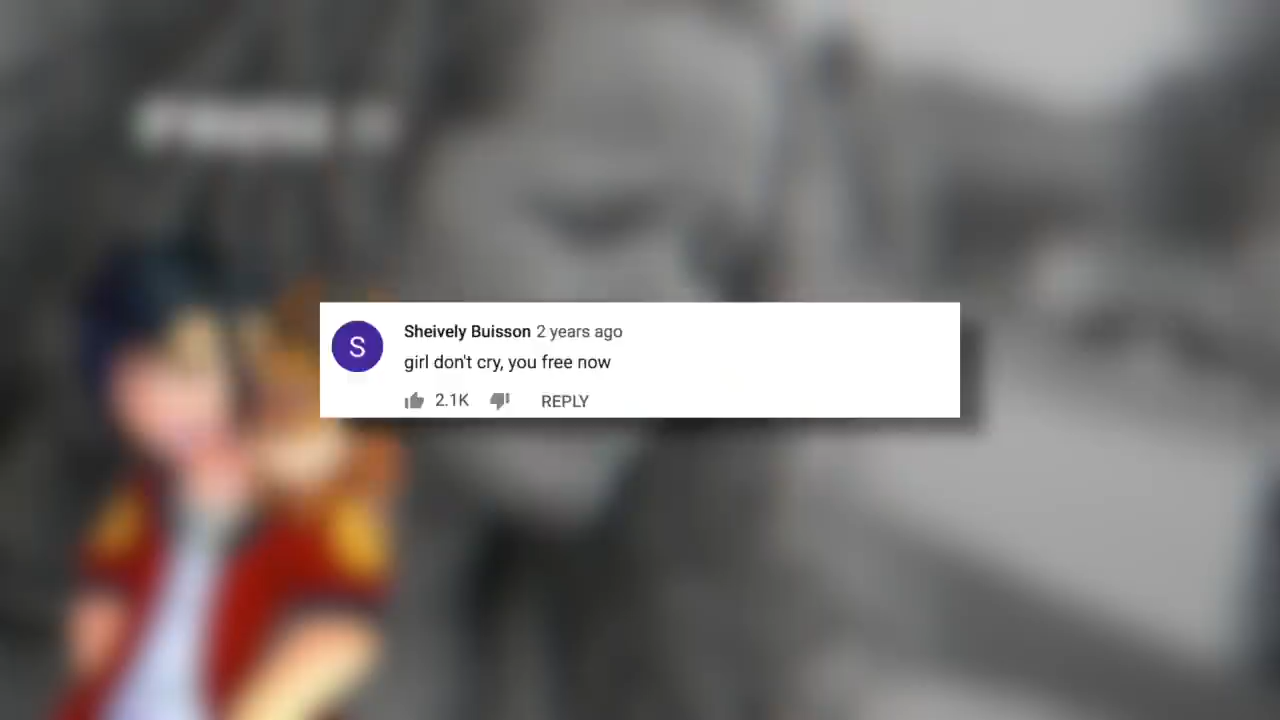 S
Sheively Buisson 2 years ago
girl don't cry, you free now
2.1K REPLY